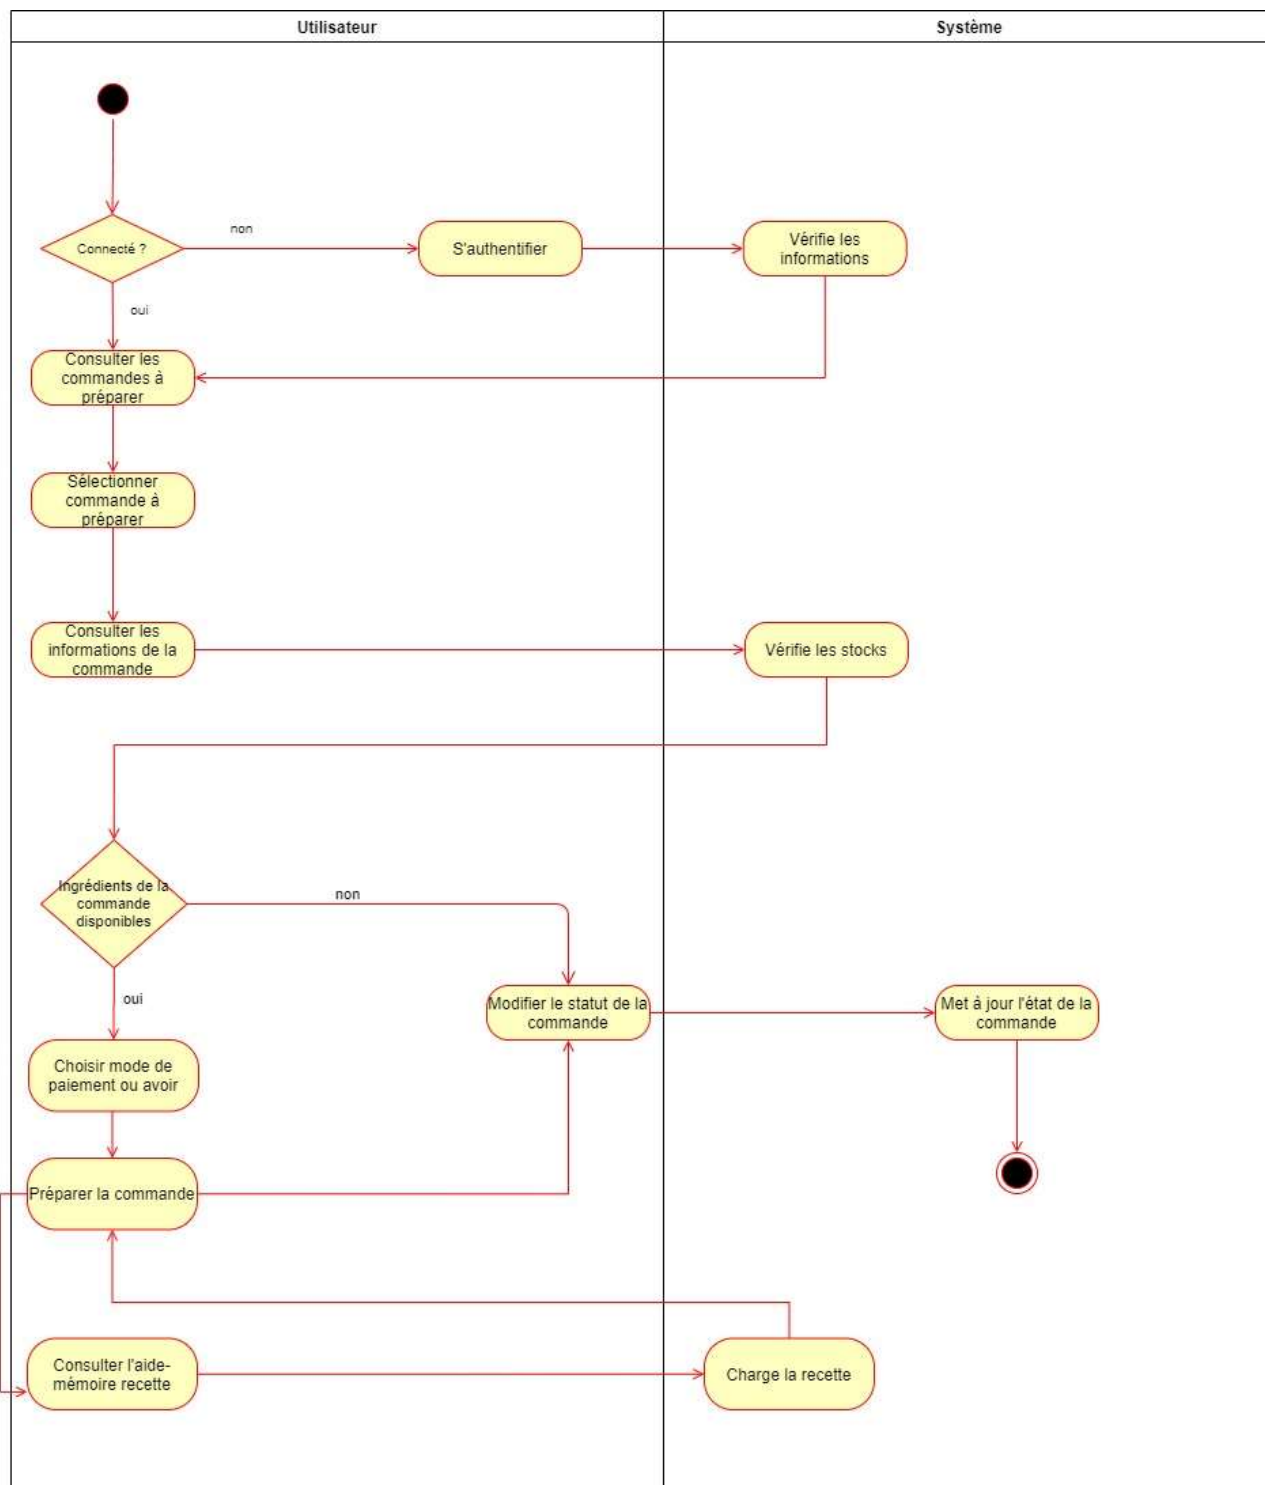 Utilisateur
Système
non
Connecté ?
S'authentifier
Vérifie les
informations
oui
Consulter les
commandes à
préparer
Sélectionner
commande à
préparer
Consulter les
informations de la
commande
Vérifie les stocks
Ingrédients de la
commande
disponibles
non
oui
Modifier le statut de la
commande
Met à jour l'état de la
commande
Choisir mode de
paiement ou avoir
Préparer la commande
Consulter l'aide-
mémoire recette
Charge la recette